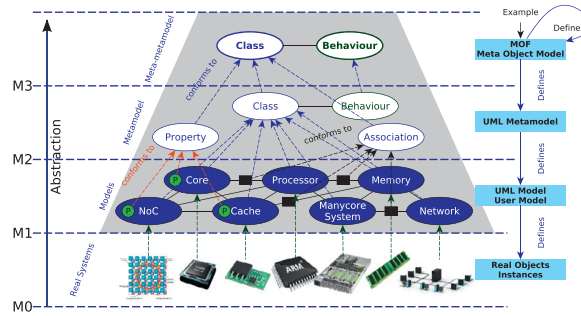 Example
Define
Meta-metamodel
Class
Behaviour
MOF
Meta Object Model
conforms to
Defines
M3
Metamodel
Class
Behaviour
UML Metamodel
Property
conforms to
Association
Abstraction
M2
conforms to
Defines
Models
P
Core
Processor
Memory
UML Model
User Model
P
NoC
P
Cache
Manycore
System
Network
M1
Defines
Real Systems
ARM
Real Objects
Instances
M0